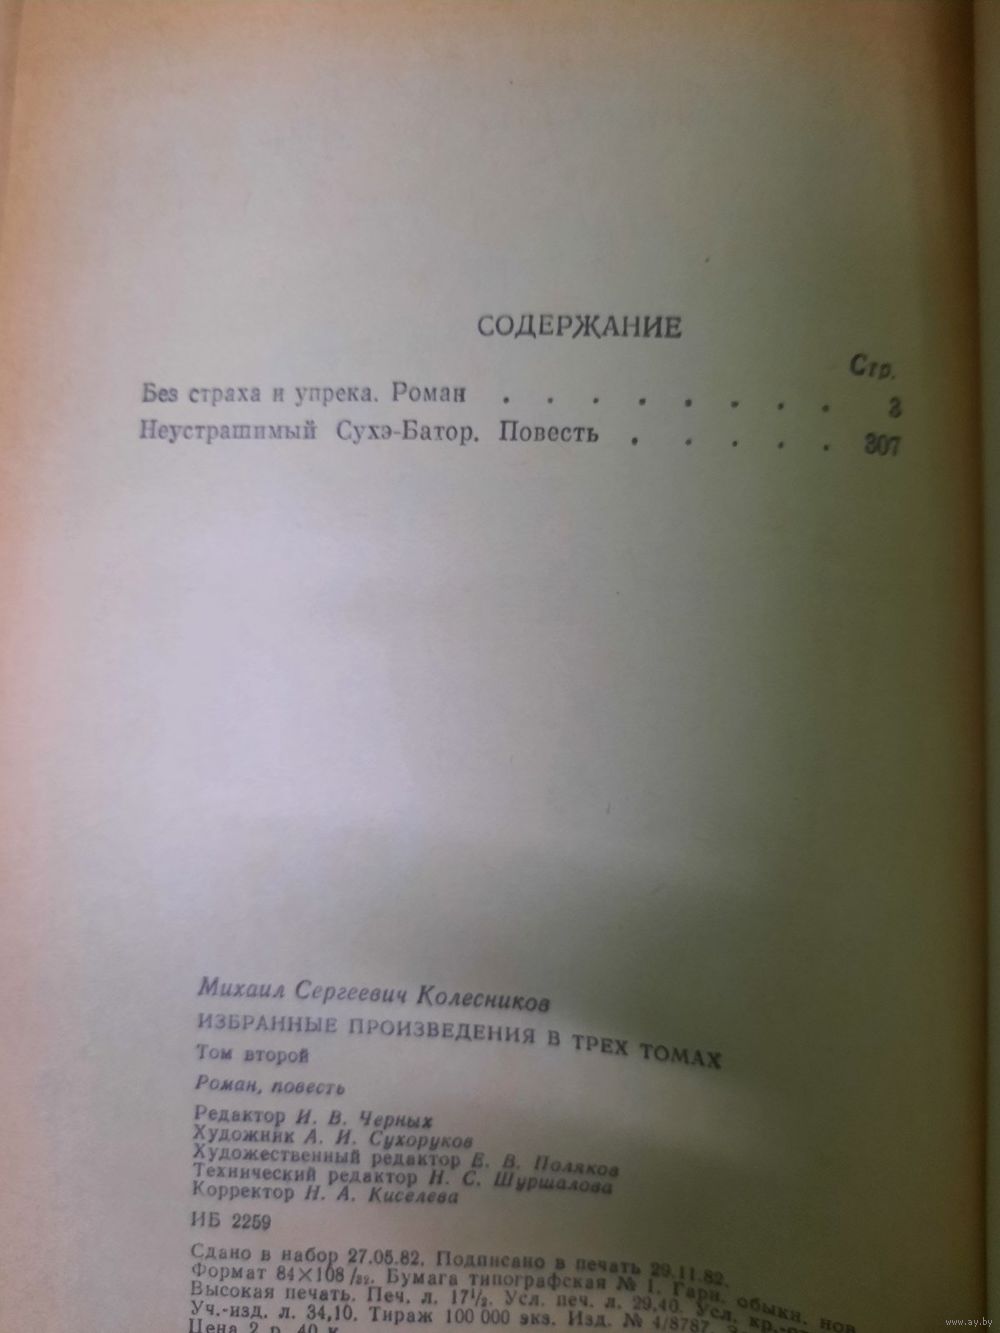 СОДЕРЖАНИЕ
Стр.
Без страха и упрека. Роман . . . . . . . . 3
Неустрашимый Сухэ-Батор. Повесть . . . . . 307
Михаил Сергеевич Колесников
ИЗБРАННЫЕ ПРОИЗВЕДЕНИЯ В ТРЕХ ТОМАХ
Том второй
Роман, повесть
Редактор И. В. Черных
Художник А. И. Сухоруков
Художественный редактор Е. В. Поляков
Технический редактор Н. С. Шуршалова
Корректор Н. А. Киселева
ИБ 2259
Сдано в набор 27.05.82. Подписано в печать 29.11.82.
Формат 84×108/32. Бумага типографская № 1. Гарн. обыкн. нов
Высокая печать. Печ. л. 17½. Усл. печ. л. 29,40. Усл. кр.-от
Уч.-изд. л. 34,10. Тираж 100 000 экз. Изд. № 4/8787.
Цена 2 р. 40 к.
www.ay.by